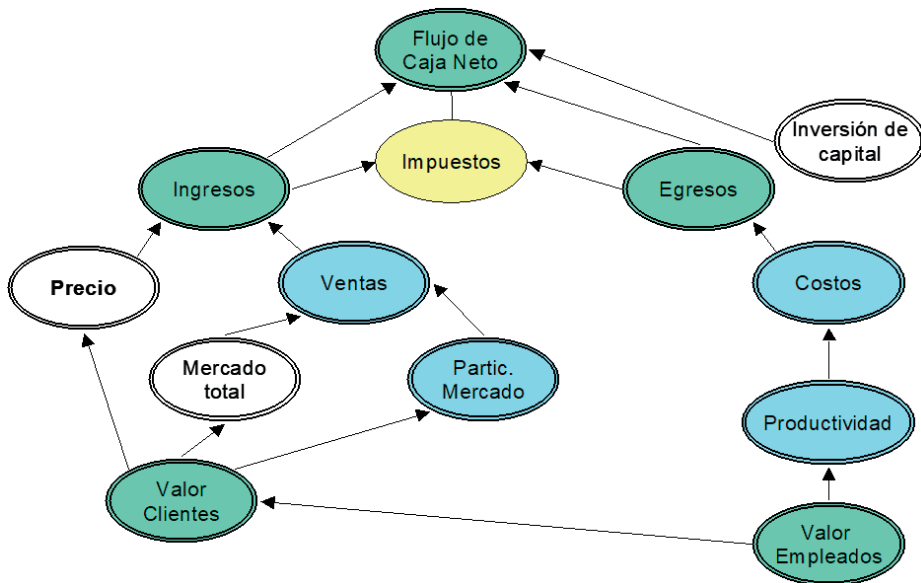 Flujo de
Caja Neto
Inversión de
capital
Impuestos
Ingresos
Egresos
Precio
Ventas
Costos
Mercado
total
Partic.
Mercado
Productividad
Valor
Clientes
Valor
Empleados